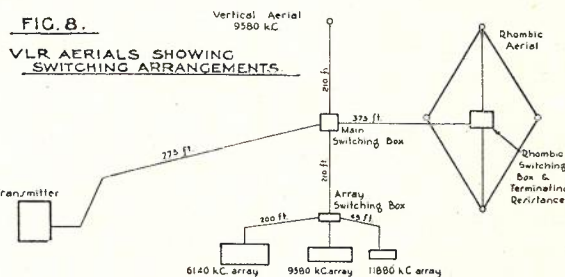 FIG. 8.
VLR AERIALS SHOWING
SWITCHING ARRANGEMENTS.
Vertical Aerial
9580 kC
Rhombic
Aerial
210 ft.
375 ft.
Main
Switching Box
775 ft.
210 ft.
Rhombic
Switching
Box &
Terminating
Resistance
Transmitter
Array
Switching Box
200 ft.
45 ft.
6140 kC. array
9580 kC. array
11880 kC array